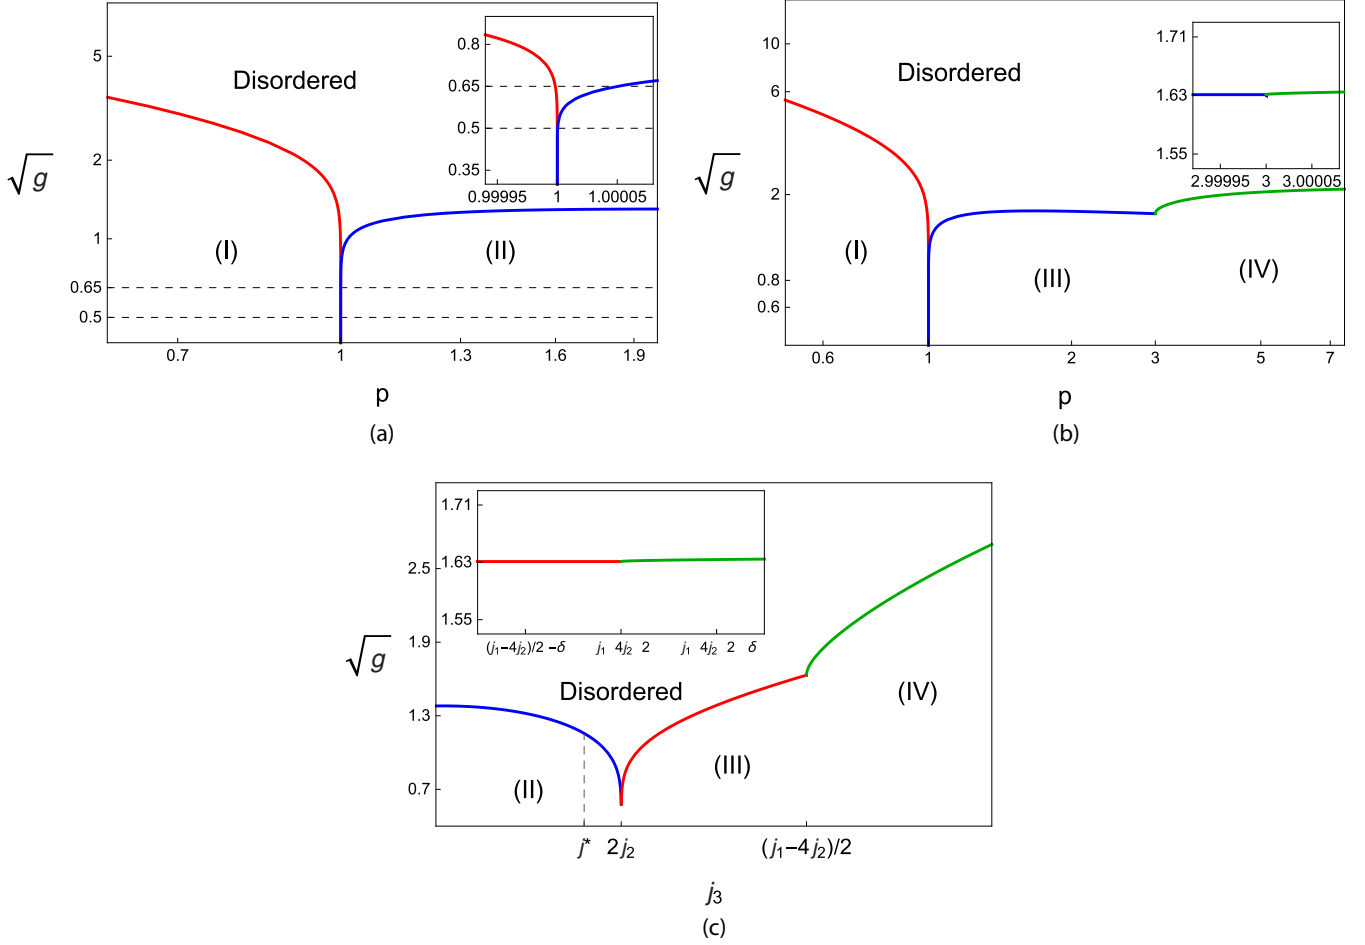 5
2
1
0.65
0.5
√g
Disordered
(I)
(II)
0.7
1
1.3
1.6
1.9
p
(a)
0.8
0.65
0.5
0.35
0.99995
1
1.00005
10
6
2
0.8
0.6
√g
Disordered
(I)
(III)
(IV)
0.6
1
2
3
5
7
p
(b)
1.71
1.63
1.55
2.99995
3
3.00005
2.5
1.9
1.3
0.7
√g
Disordered
(II)
(III)
(IV)
j*
2j₂
(j₁−4j₂)/2
j₃
(c)
1.71
1.63
1.55
(j₁−4j₂)/2 −δ
j₁ 4j₂ 2
j₁ 4j₂ 2 δ